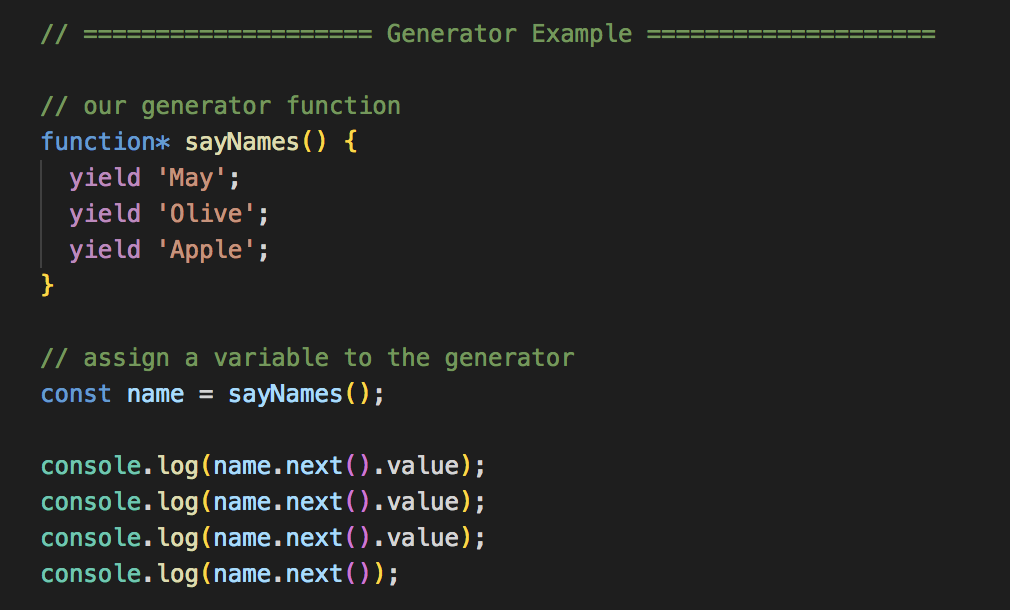 // ==================== Generator Example ====================
// our generator function
function* sayNames() {
  yield 'May';
  yield 'Olive';
  yield 'Apple';
}
// assign a variable to the generator
const name = sayNames();
console.log(name.next().value);
console.log(name.next().value);
console.log(name.next().value);
console.log(name.next());